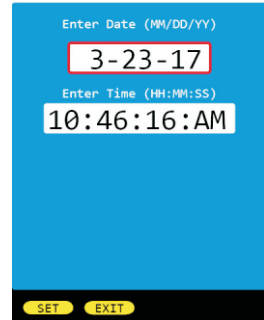 Enter Date (MM/DD/YY)
3-23-17
Enter Time (HH:MM:SS)
10:46:16:AM
SET EXIT